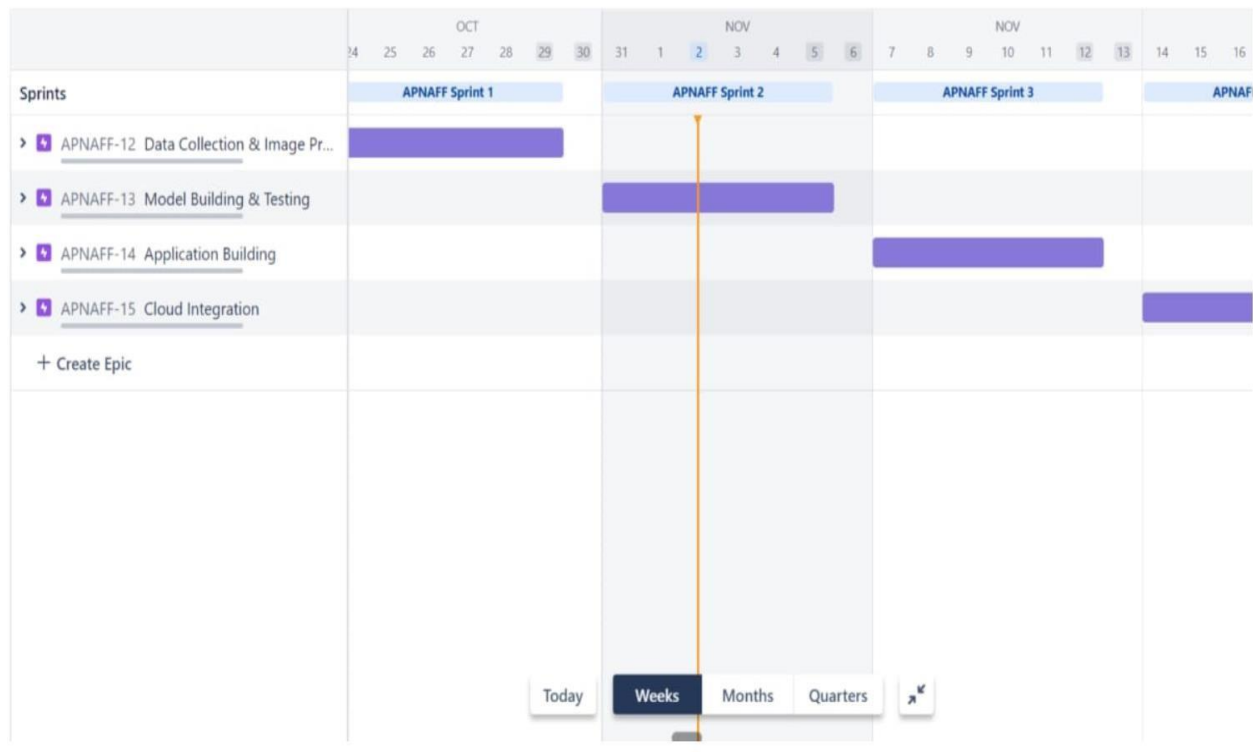 OCT NOV NOV
25 26 27 28 29 30 31 1 2 3 4 5 6 7 8 9 10 11 12 13 14 15 16
Sprints APNAFF Sprint 1 APNAFF Sprint 2 APNAFF Sprint 3
APNAFF-12 Data Collection & Image Pr...
APNAFF-13 Model Building & Testing
APNAFF-14 Application Building
APNAFF-15 Cloud Integration
+ Create Epic
Today Weeks Months Quarters